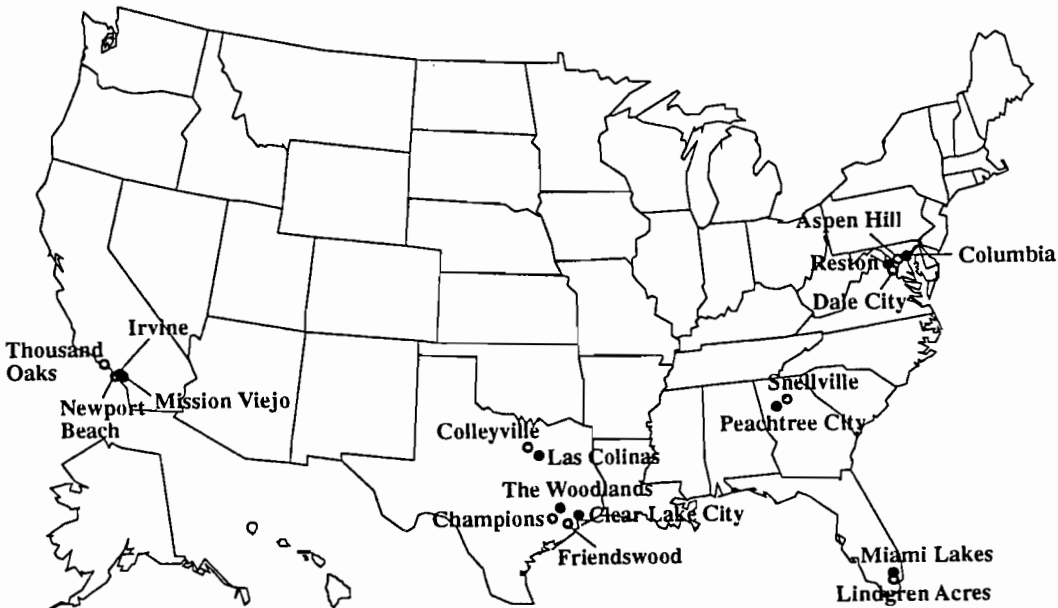 Aspen Hill
Reston
Columbia
Dale City
Irvine
Thousand
Oaks
Mission Viejo
Newport
Beach
Snellville
Peachtree City
Colleyville
Las Colinas
The Woodlands
Champions
Clear Lake City
Friendswood
Miami Lakes
Lindgren Acres